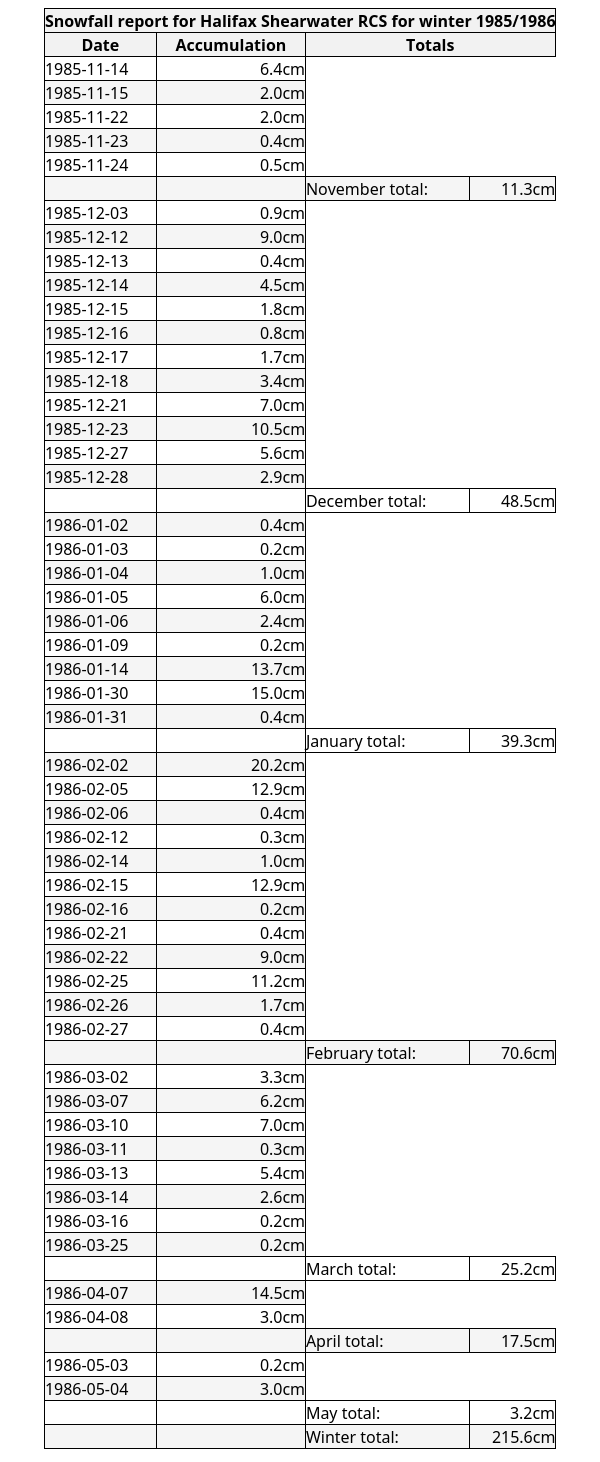 Snowfall report for Halifax Shearwater RCS for winter 1985/1986
Date Accumulation Totals
1985-11-14 6.4cm
1985-11-15 2.0cm
1985-11-22 2.0cm
1985-11-23 0.4cm
1985-11-24 0.5cm
November total: 11.3cm
1985-12-03 0.9cm
1985-12-12 9.0cm
1985-12-13 0.4cm
1985-12-14 4.5cm
1985-12-15 1.8cm
1985-12-16 0.8cm
1985-12-17 1.7cm
1985-12-18 3.4cm
1985-12-21 7.0cm
1985-12-23 10.5cm
1985-12-27 5.6cm
1985-12-28 2.9cm
December total: 48.5cm
1986-01-02 0.4cm
1986-01-03 0.2cm
1986-01-04 1.0cm
1986-01-05 6.0cm
1986-01-06 2.4cm
1986-01-09 0.2cm
1986-01-14 13.7cm
1986-01-30 15.0cm
1986-01-31 0.4cm
January total: 39.3cm
1986-02-02 20.2cm
1986-02-05 12.9cm
1986-02-06 0.4cm
1986-02-12 0.3cm
1986-02-14 1.0cm
1986-02-15 12.9cm
1986-02-16 0.2cm
1986-02-21 0.4cm
1986-02-22 9.0cm
1986-02-25 11.2cm
1986-02-26 1.7cm
1986-02-27 0.4cm
February total: 70.6cm
1986-03-02 3.3cm
1986-03-07 6.2cm
1986-03-10 7.0cm
1986-03-11 0.3cm
1986-03-13 5.4cm
1986-03-14 2.6cm
1986-03-16 0.2cm
1986-03-25 0.2cm
March total: 25.2cm
1986-04-07 14.5cm
1986-04-08 3.0cm
April total: 17.5cm
1986-05-03 0.2cm
1986-05-04 3.0cm
May total: 3.2cm
Winter total: 215.6cm